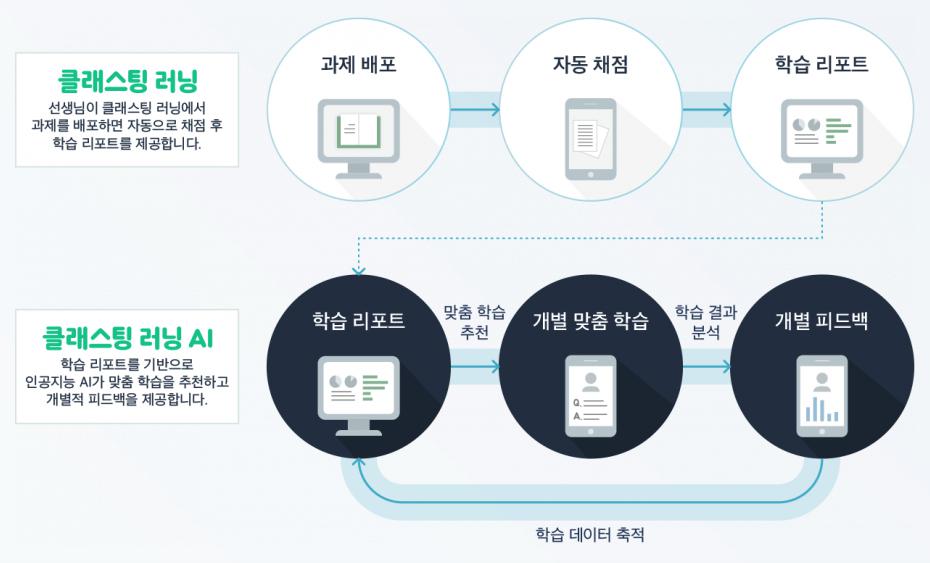 클래스팅 러닝
선생님이 클래스팅 러닝에서
과제를 배포하면 자동으로 채점 후
학습 리포트를 제공합니다.
과제 배포
자동 채점
학습 리포트
클래스팅 러닝 AI
학습 리포트를 기반으로
인공지능 AI가 맞춤 학습을 추천하고
개별적 피드백을 제공합니다.
학습 리포트
맞춤 학습
추천
개별 맞춤 학습
Q.
A.
학습 결과
분석
개별 피드백
학습 데이터 축적